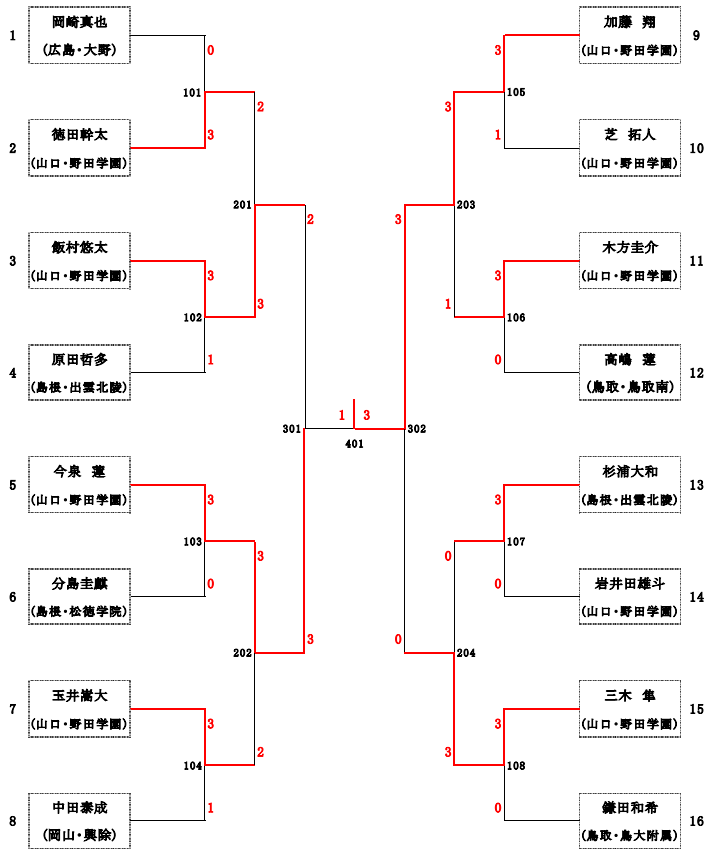 1
岡崎真也
(広島・大野)
0
101
2
3
2
徳田幹太
(山口・野田学園)
201
2
3
飯村悠太
(山口・野田学園)
3
102
3
1
4
原田哲多
(島根・出雲北陵)
301
5
今泉 蓮
(山口・野田学園)
3
103
3
0
6
分島圭麒
(島根・松徳学院)
202
3
7
玉井嵩大
(山口・野田学園)
3
104
2
1
8
中田泰成
(岡山・興除)
1
3
401
加藤 翔
(山口・野田学園)
9
3
105
3
1
芝 拓人
(山口・野田学園)
10
203
3
木方圭介
(山口・野田学園)
11
3
106
1
0
高嶋 蓮
(鳥取・鳥取南)
12
302
杉浦大和
(島根・出雲北陵)
13
3
107
0
0
岩井田雄斗
(山口・野田学園)
14
204
0
三木 隼
(山口・野田学園)
15
3
108
3
0
鎌田和希
(鳥取・鳥大附属)
16